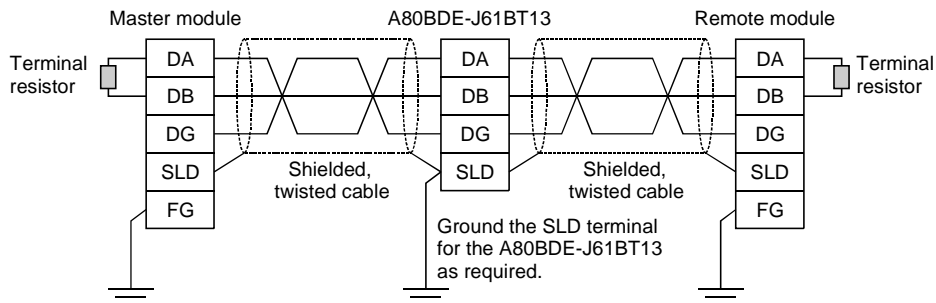 Master module
A80BDE-J61BT13
Remote module
Terminal
resistor
DA
DB
DG
SLD
FG
Shielded,
twisted cable
DA
DB
DG
SLD
Ground the SLD terminal
for the A80BDE-J61BT13
as required.
Shielded,
twisted cable
DA
DB
DG
SLD
FG
Terminal
resistor